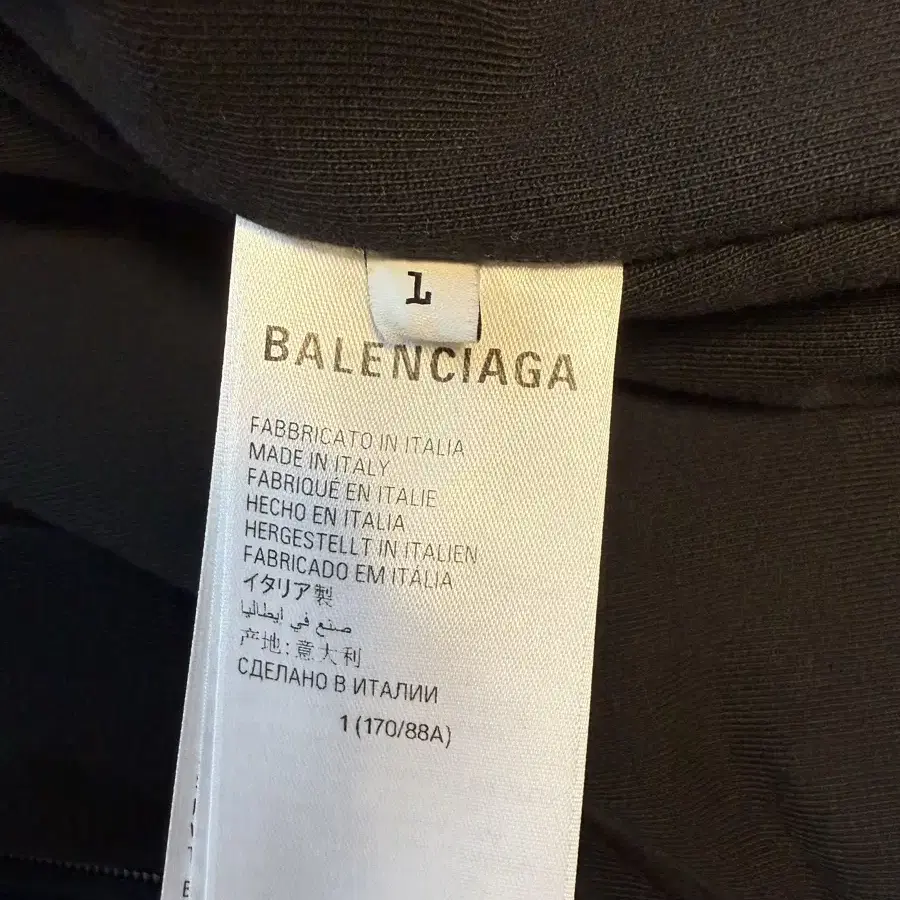 1
BALENCIAGA
FABBRICATO IN ITALIA
MADE IN ITALY
FABRIQUÉ EN ITALIE
HECHO EN ITALIA
HERGESTELLT IN ITALIEN
FABRICADO EM ITÁLIA
イタリア製
صنع في ايطاليا
产地:意大利
СДЕЛАНО В ИТАЛИИ
1 (170/88A)